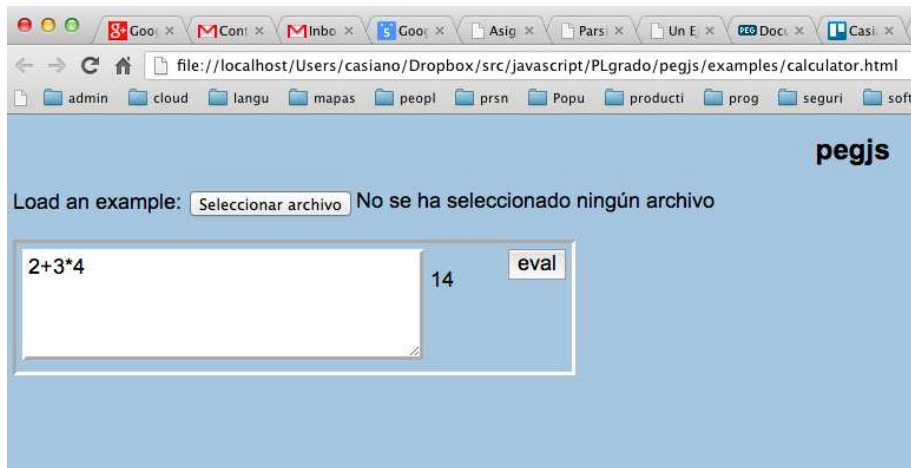 Goo × Cont × Inbo × 5 Goo × Asig × Pars × Un E × PEG Doc × Casi ×
file://localhost/Users/casiano/Dropbox/src/javascript/PLgrado/pegjs/examples/calculator.html
admin cloud langu mapas peopl prsn Popu producti prog seguri soft
pegjs
Load an example: Seleccionar archivo No se ha seleccionado ningún archivo
2+3*4
14
eval